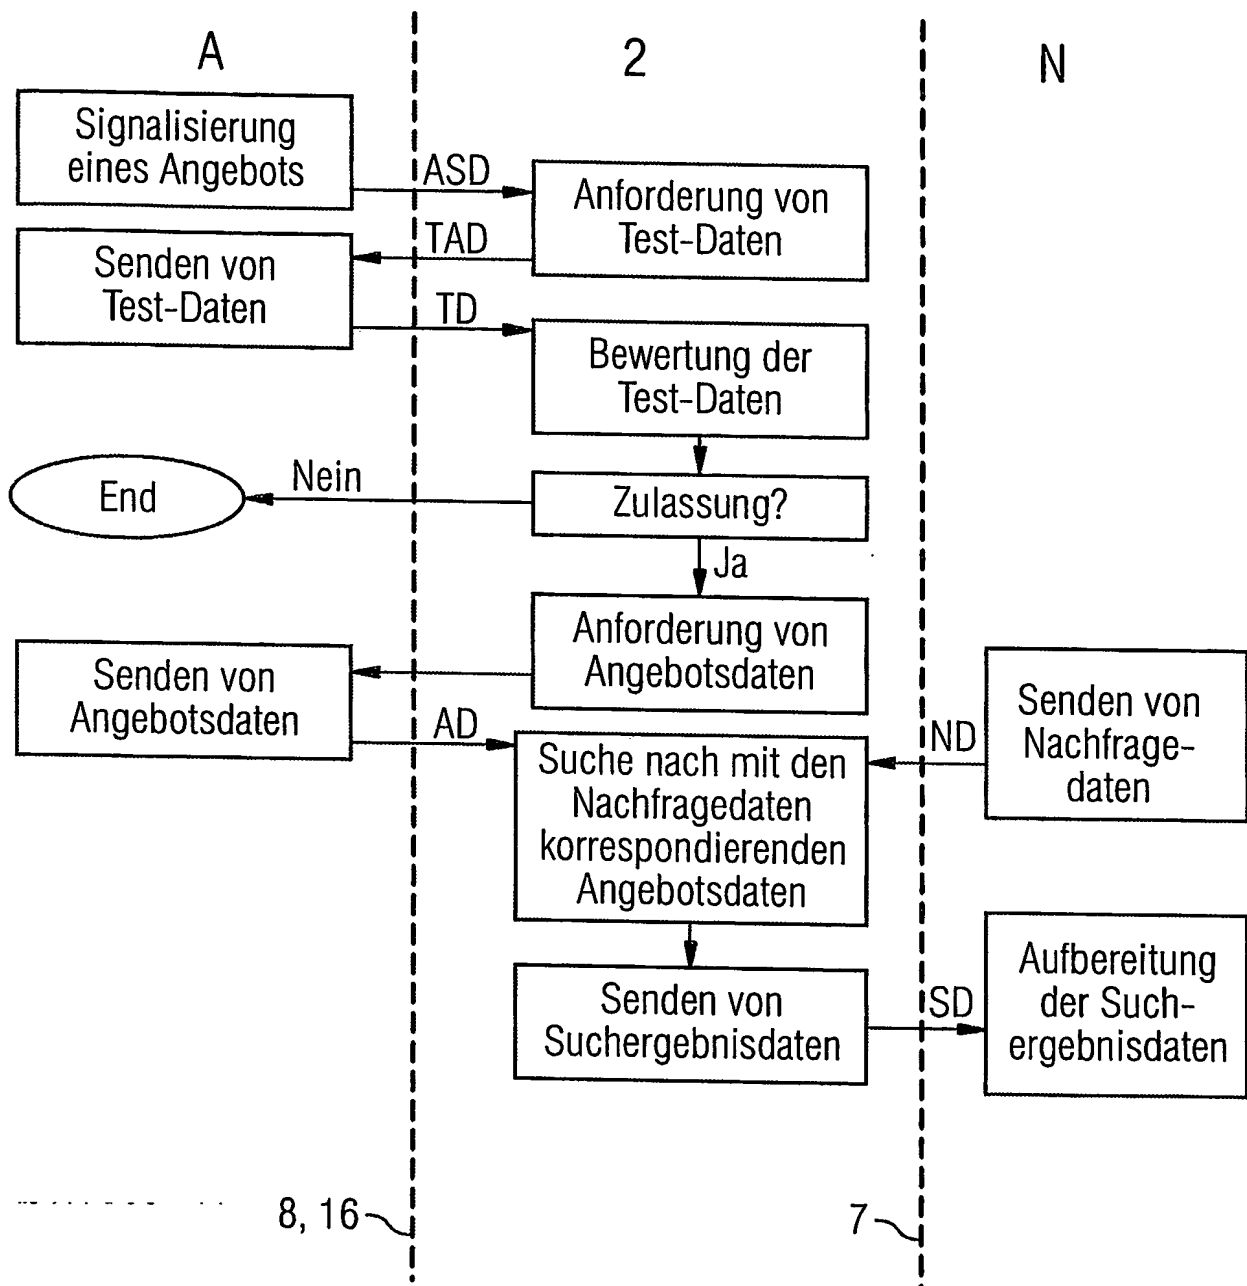 A
2
N
Signalisierung
eines Angebots
ASD
Anforderung von
Test-Daten
TAD
Senden von
Test-Daten
TD
Bewertung der
Test-Daten
Nein
End
Zulassung?
Ja
Anforderung von
Angebotsdaten
Senden von
Angebotsdaten
AD
ND
Senden von
Nachfrage-
daten
Suche nach mit den
Nachfragedaten
korrespondierenden
Angebotsdaten
Senden von
Suchergebnisdaten
SD
Aufbereitung
der Such-
ergebnisdaten
8, 16
7